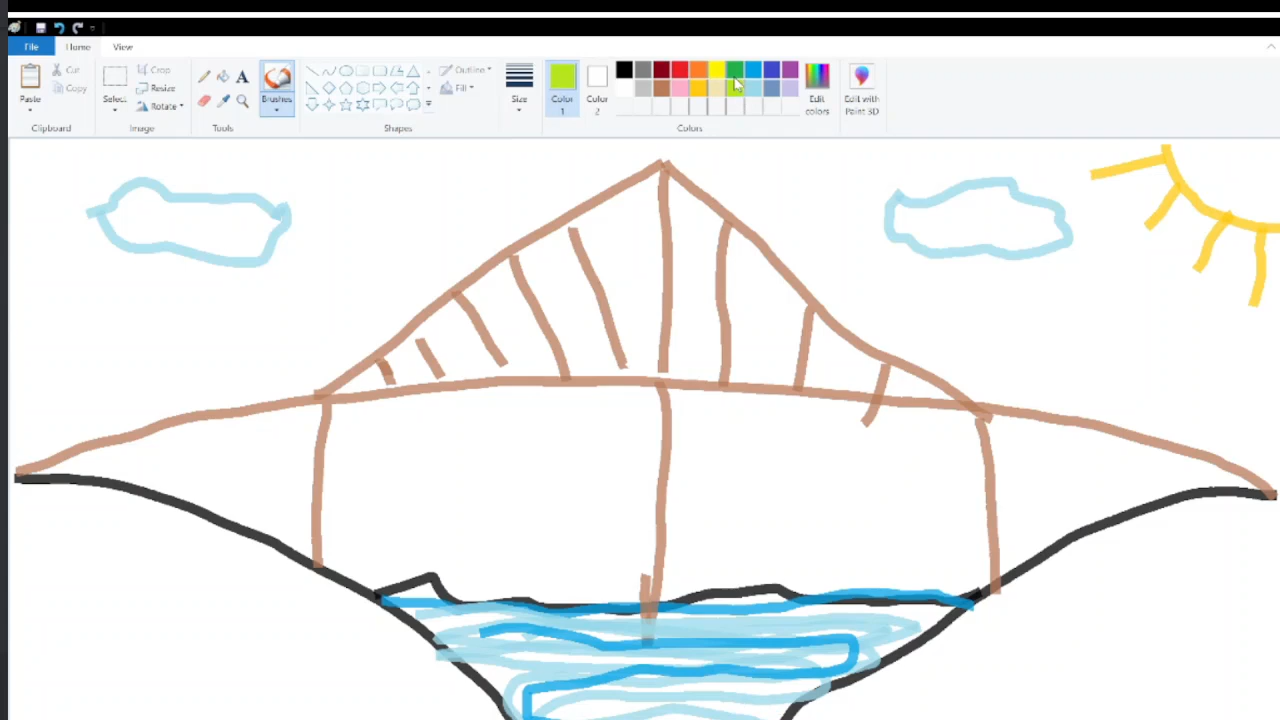 File Home View
Paste Cut Copy Select Crop Resize Rotate A Brushes Outline Fill Size Color 1 Color 2 Edit colors Edit with Paint 3D
Clipboard Image Tools Shapes Colors